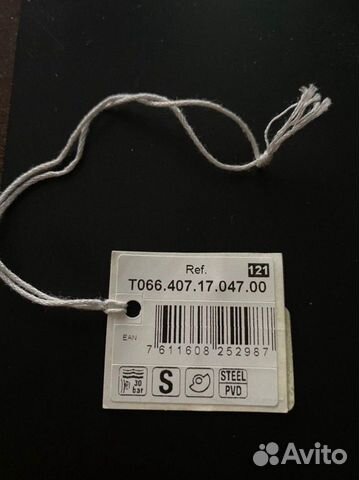 Ref. 121
T066.407.17.047.00
EAN
7 611608 252987
30 bar
S
STEEL
PVD
Avito